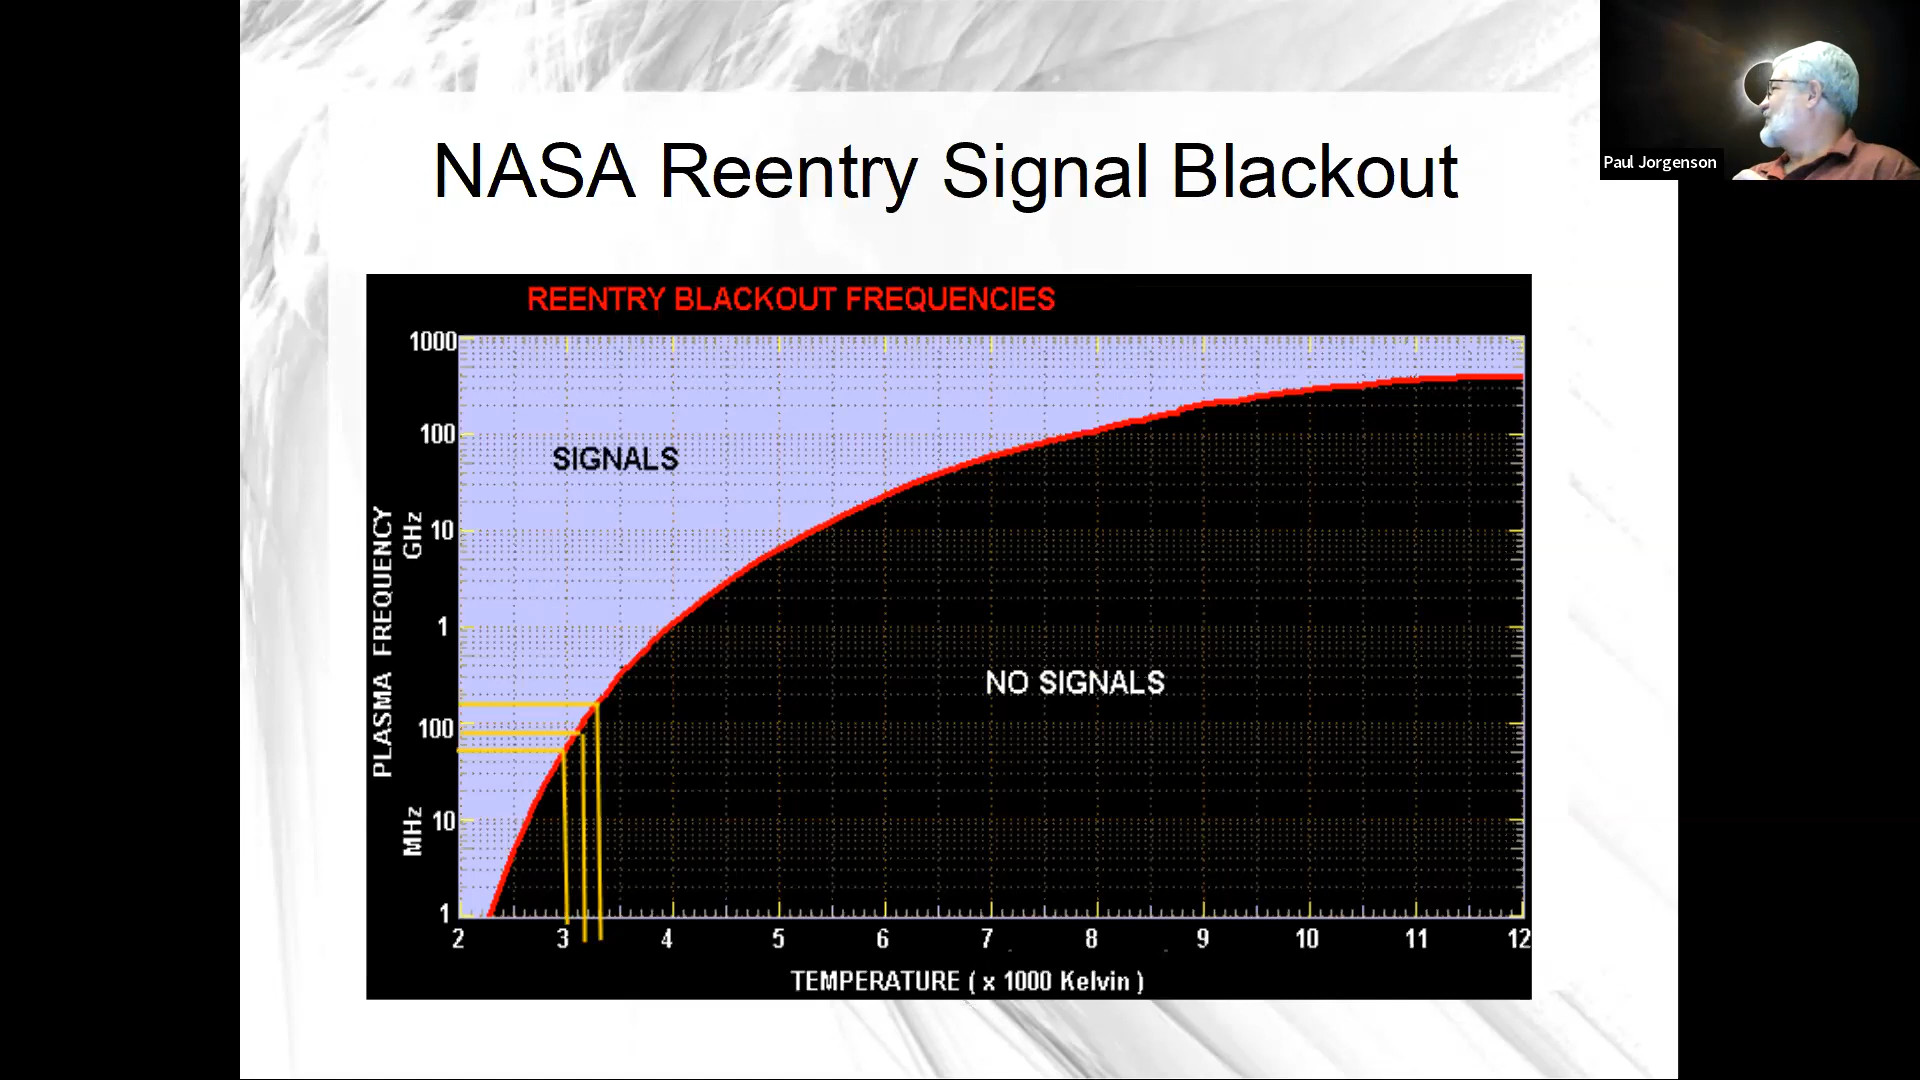 NASA Reentry Signal Blackout
Paul Jorgenson
REENTRY BLACKOUT FREQUENCIES
1000
100
10
1
100
10
1
PLASMA FREQUENCY
GHz
MHz
SIGNALS
NO SIGNALS
2 3 4 5 6 7 8 9 10 11 12
TEMPERATURE ( x 1000 Kelvin )